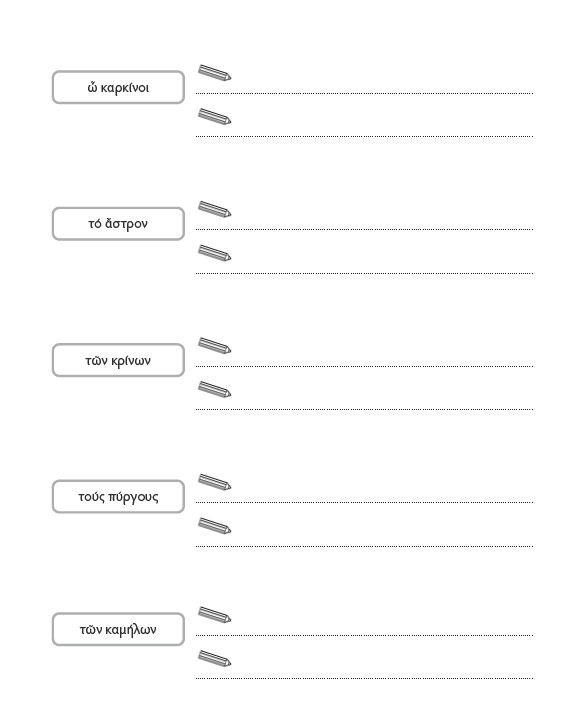 ὦ καρκίνοι
τό ἄστρον
τῶν κρίνων
τούς πύργους
τῶν καμήλων